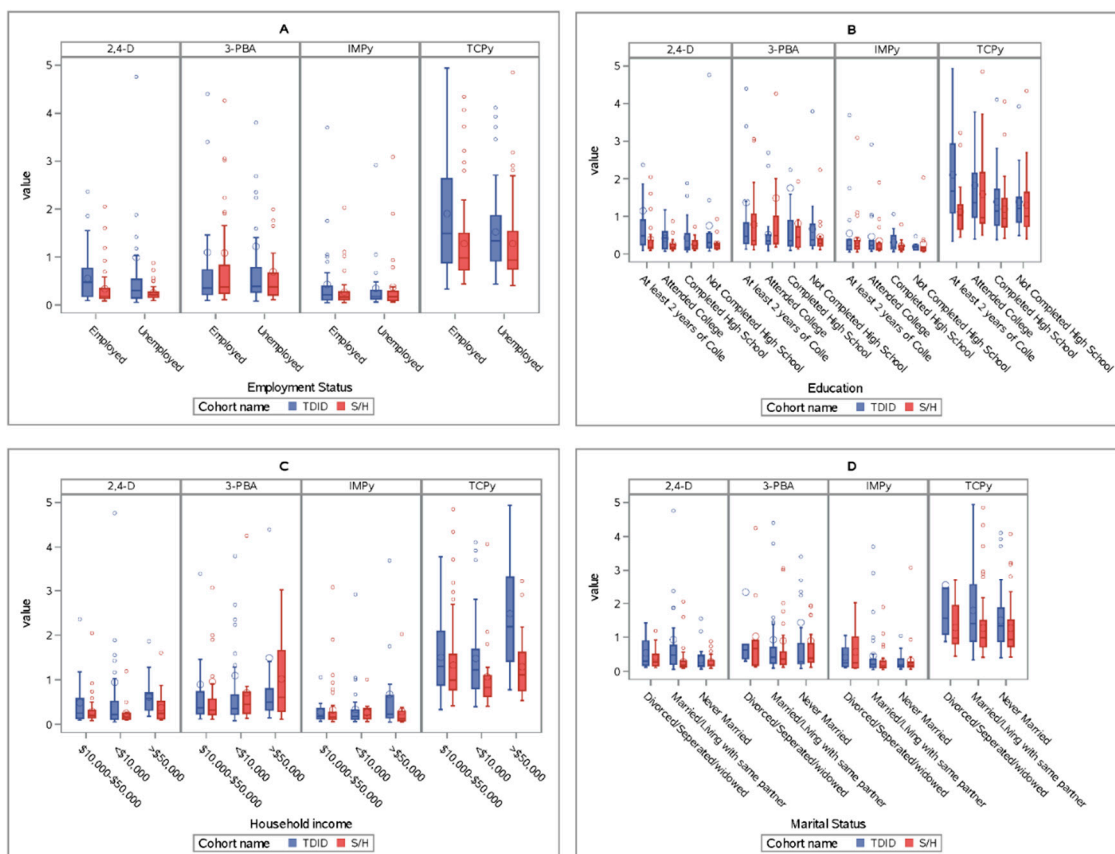 A
2,4-D 3-PBA IMPy TCPy
5
4
3
2
1
0
value
Employed Unemployed Employed Unemployed Employed Unemployed Employed Unemployed
Employment Status
Cohort name TDID S/H
B
2,4-D 3-PBA IMPy TCPy
5
4
3
2
1
0
value
At least 2 years of Colle Attended College Completed High School Not Completed High School At least 2 years of Colle Attended College Completed High School Not Completed High School At least 2 years of Colle Attended College Completed High School Not Completed High School At least 2 years of Colle Attended College Completed High School Not Completed High School
Education
Cohort name TDID S/H
C
2,4-D 3-PBA IMPy TCPy
5
4
3
2
1
0
value
$10,000-$50,000 <$10,000 >$50,000 $10,000-$50,000 <$10,000 >$50,000 $10,000-$50,000 <$10,000 >$50,000 $10,000-$50,000 <$10,000 >$50,000
Household income
Cohort name TDID S/H
D
2,4-D 3-PBA IMPy TCPy
5
4
3
2
1
0
value
Divorced/Seperated/widowed Married/Living with same partner Never Married Divorced/Seperated/widowed Married/Living with same partner Never Married Divorced/Seperated/widowed Married/Living with same partner Never Married Divorced/Seperated/widowed Married/Living with same partner Never Married
Marital Status
Cohort name TDID S/H